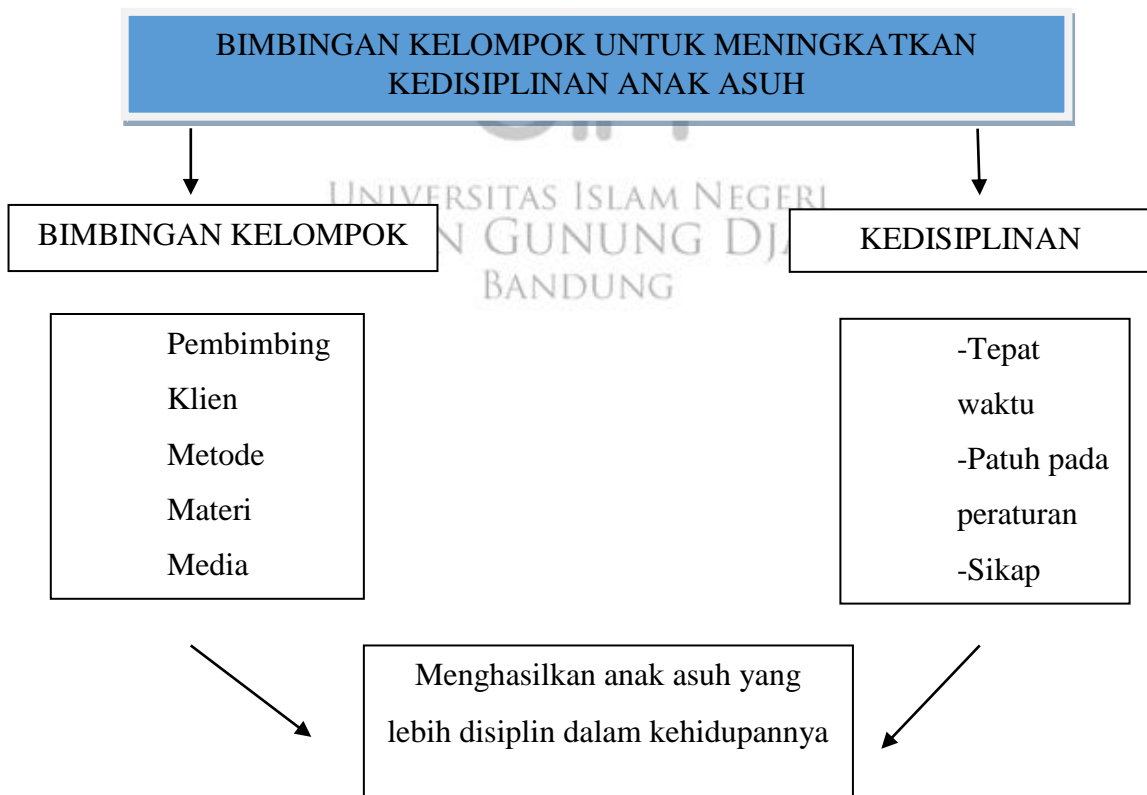 BIMBINGAN KELOMPOK UNTUK MENINGKATKAN
KEDISIPLINAN ANAK ASUH
UNIVERSITAS ISLAM NEGERI
GUNUNG
BANDUNG
BIMBINGAN KELOMPOK
KEDISIPLINAN
Pembimbing
Klien
Metode
Materi
Media
-Tepat
waktu
-Patuh pada
peraturan
-Sikap
Menghasilkan anak asuh yang
lebih disiplin dalam kehidupannya